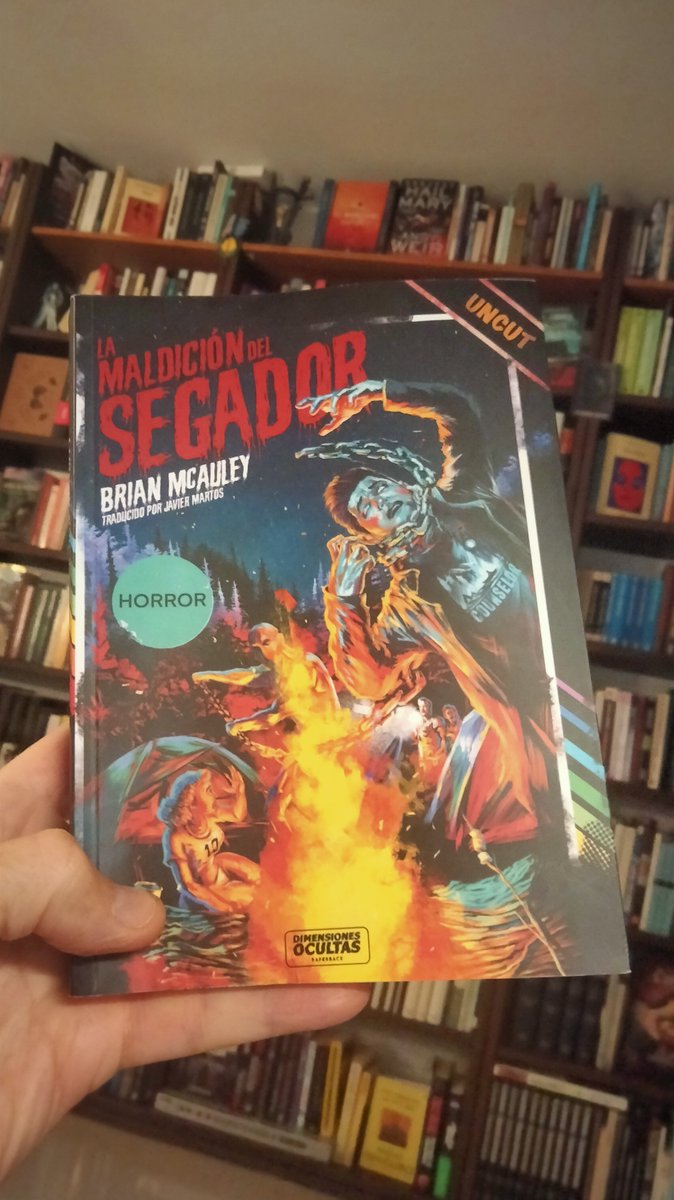 HAIL
MARY
WEIR
UNCUT
LA
MALDICIÓN DEL
SEGADOR
BRIAN MCAULEY
TRADUCIDO POR JAVIER MARTOS
HORROR
COUNSELOR
10
DIMENSIONES
OCULTAS
PAPERBACK